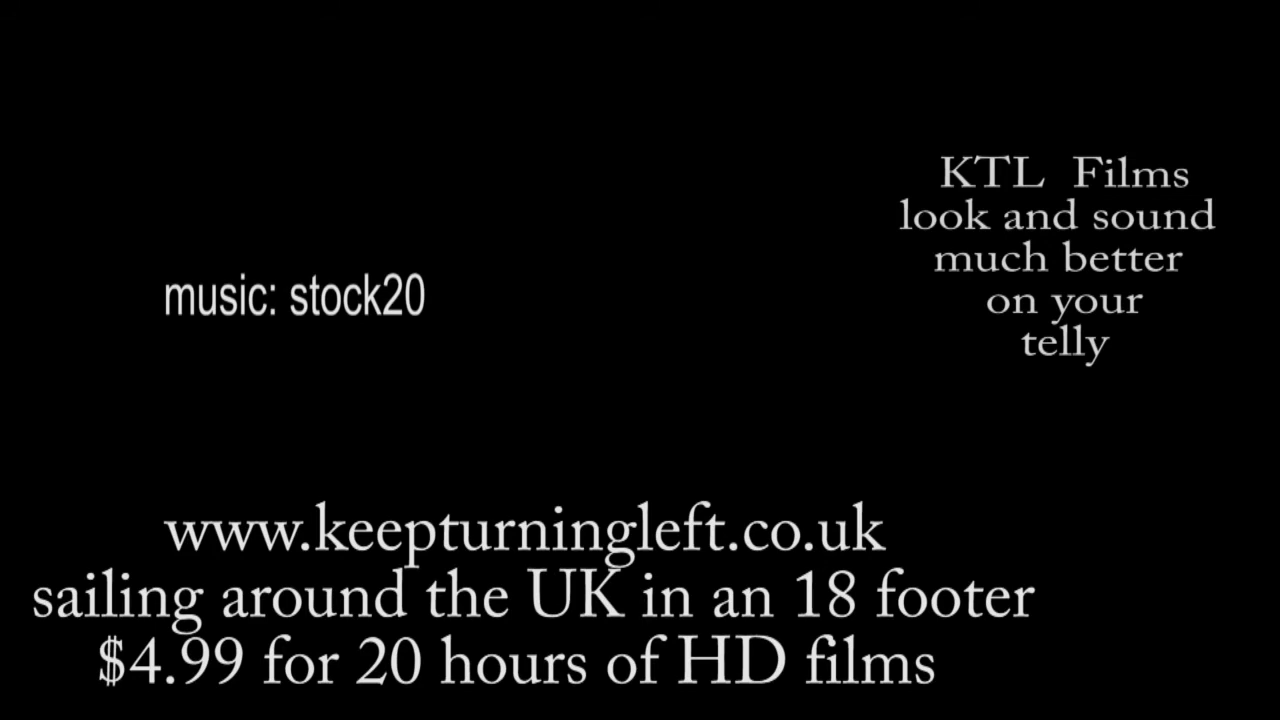 KTL Films
look and sound
much better
on your
telly
music: stock20
www.keepturningleft.co.uk
sailing around the UK in an 18 footer
$4.99 for 20 hours of HD films